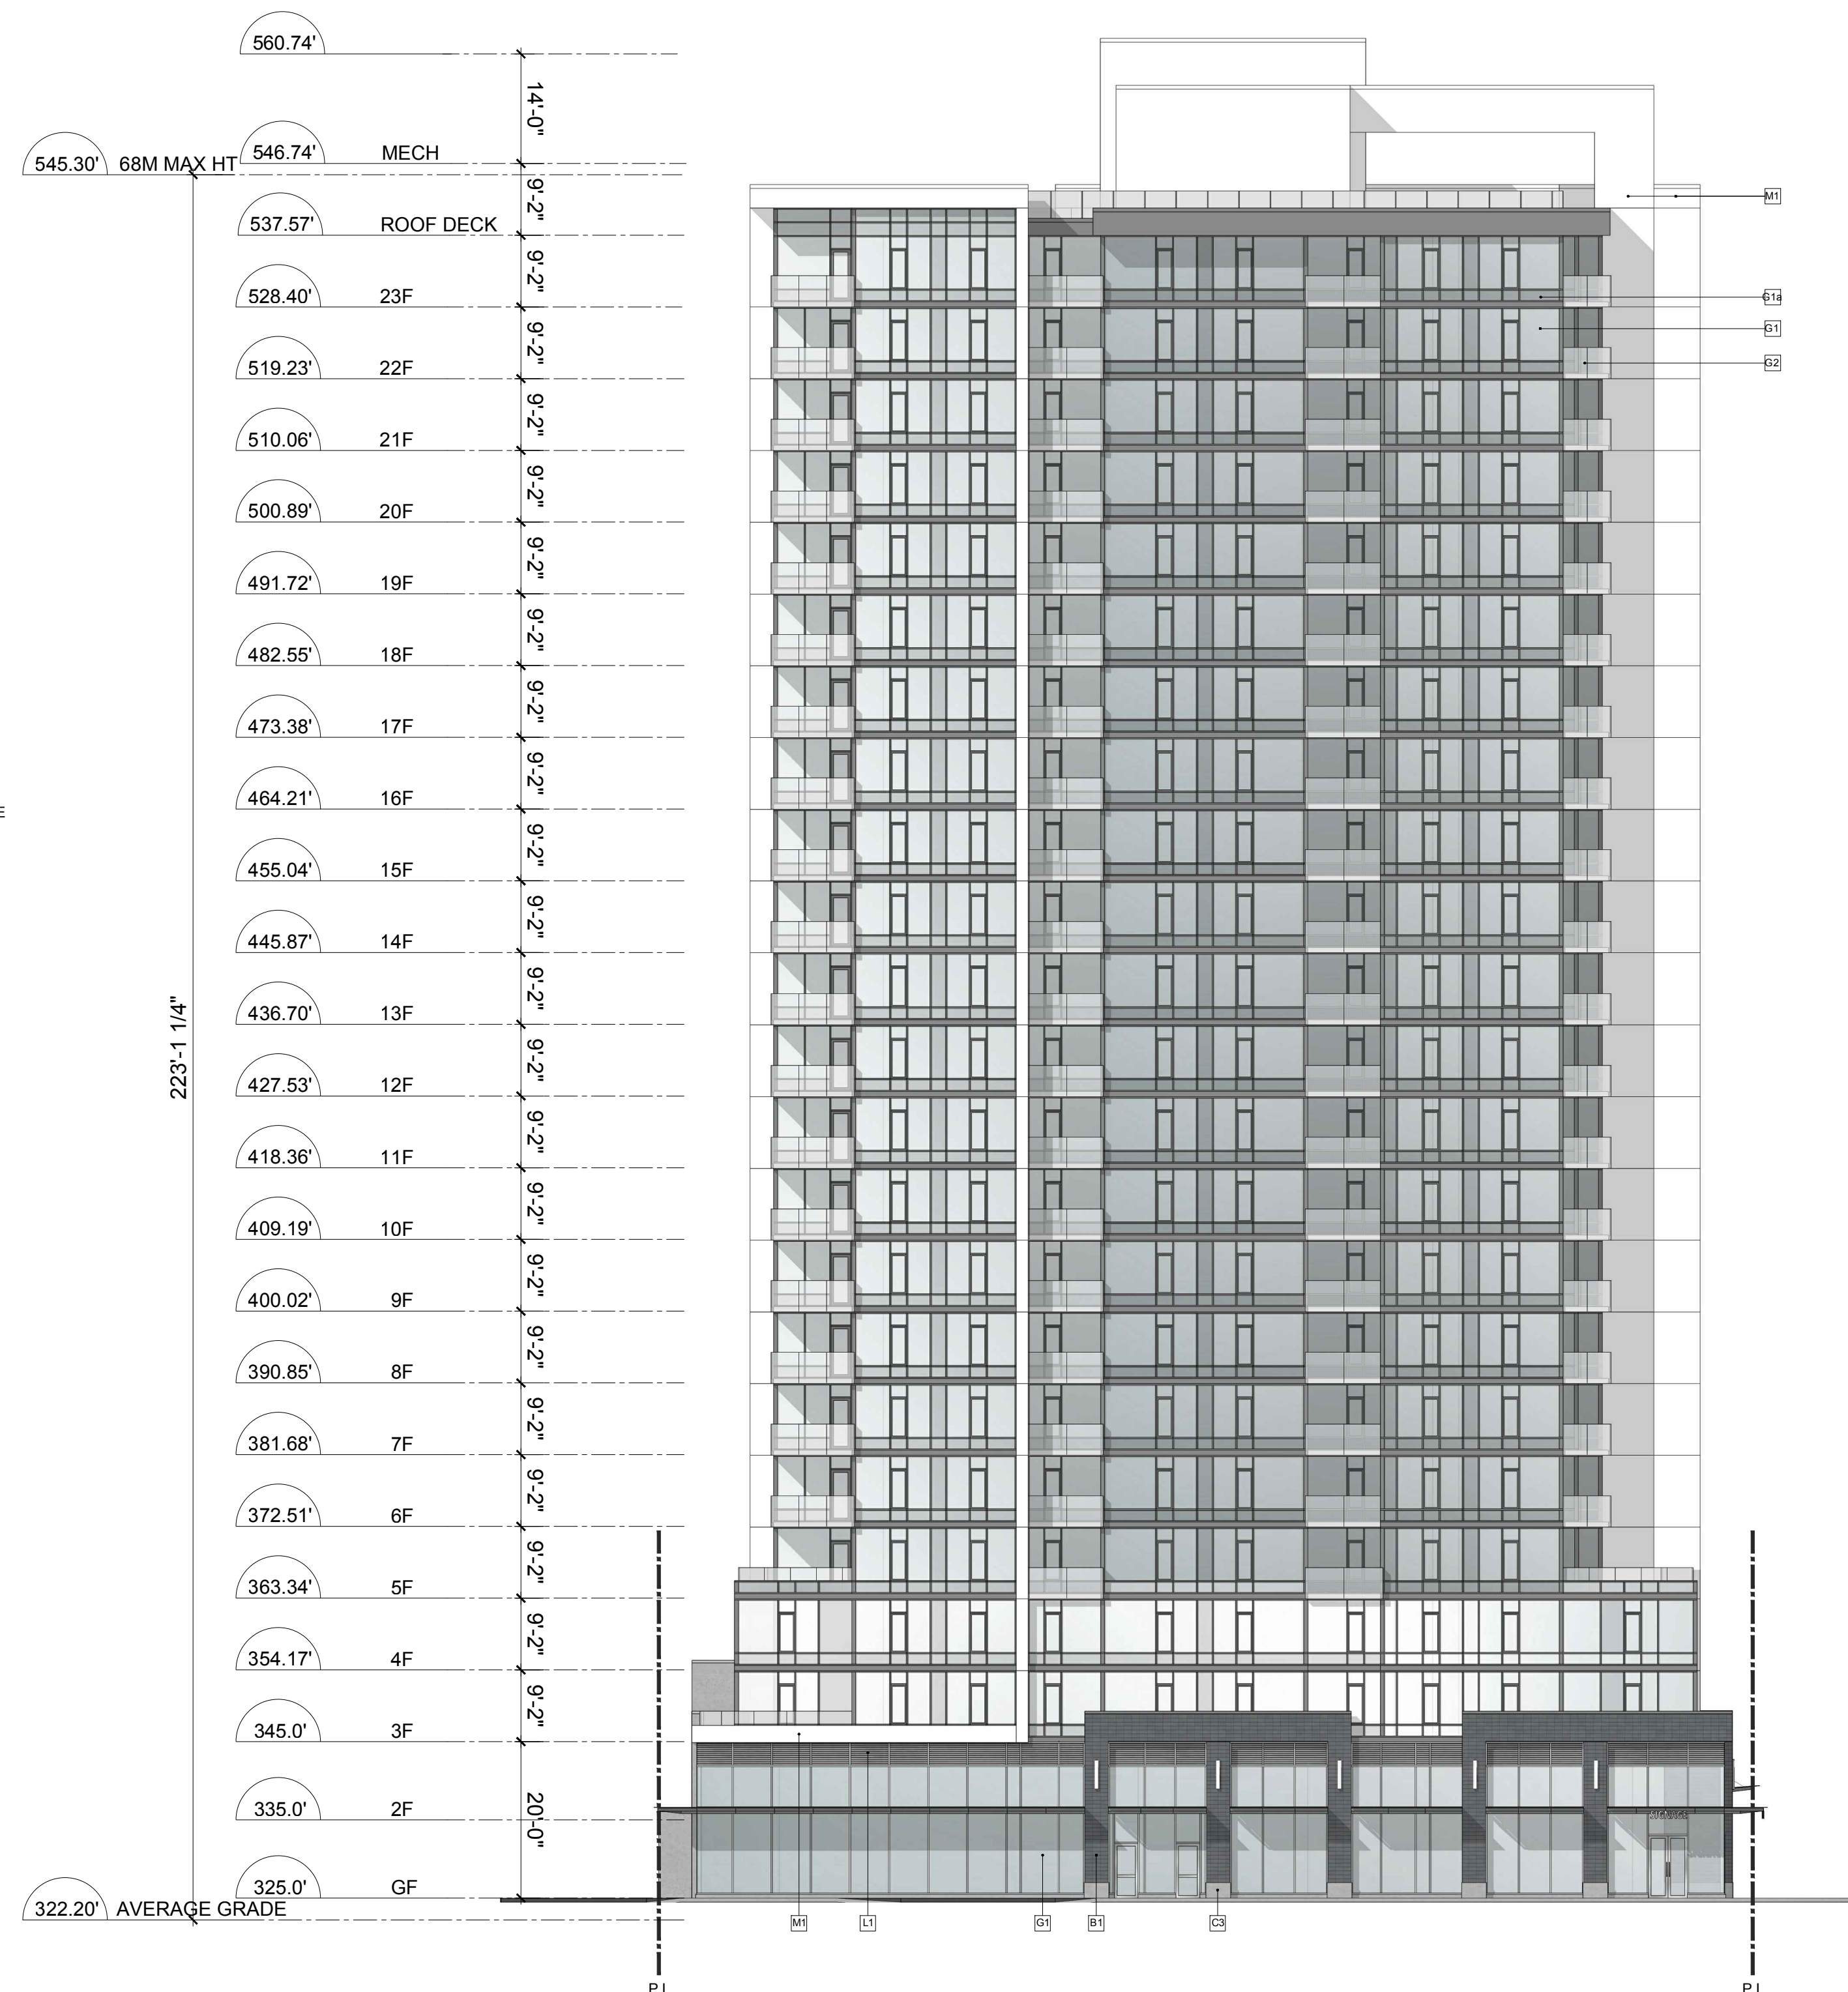 560.74'
14'-0"
546.74' MECH
545.30' 68M MAX HT
9'-2"
537.57' ROOF DECK
M1
9'-2"
528.40' 23F
G1a
9'-2"
G1
519.23' 22F
G2
9'-2"
510.06' 21F
9'-2"
500.89' 20F
9'-2"
491.72' 19F
9'-2"
482.55' 18F
9'-2"
473.38' 17F
9'-2"
464.21' 16F
E
9'-2"
455.04' 15F
9'-2"
445.87' 14F
9'-2"
436.70' 13F
223'-1 1/4"
9'-2"
427.53' 12F
9'-2"
418.36' 11F
9'-2"
409.19' 10F
9'-2"
400.02' 9F
9'-2"
390.85' 8F
9'-2"
381.68' 7F
9'-2"
372.51' 6F
9'-2"
363.34' 5F
9'-2"
354.17' 4F
9'-2"
345.0' 3F
335.0' 2F
20'-0"
SIGNAGE
325.0' GF
322.20' AVERAGE GRADE
M1 L1 G1 B1 C3